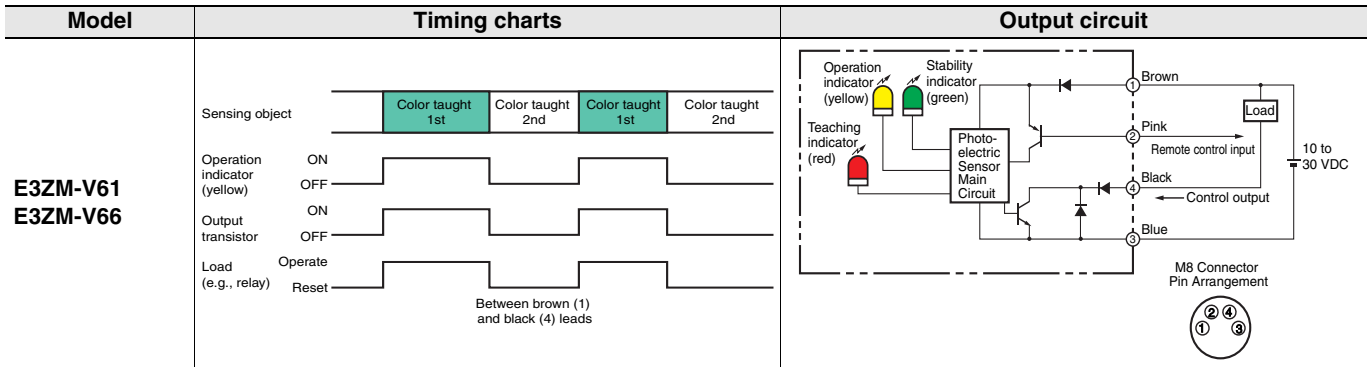 Model
Timing charts
Output circuit
E3ZM-V61
E3ZM-V66
Sensing object
Color taught
1st
Color taught
2nd
Color taught
1st
Color taught
2nd
Operation
indicator
(yellow)
ON
OFF
Output
transistor
ON
OFF
Load
(e.g., relay)
Operate
Reset
Between brown (1)
and black (4) leads
Operation
indicator
(yellow)
Stability
indicator
(green)
Teaching
indicator
(red)
Photo-
electric
Sensor
Main
Circuit
1
Brown
Load
2
Pink
Remote control input
10 to
30 VDC
4
Black
Control output
3
Blue
M8 Connector
Pin Arrangement
2 4
1 3